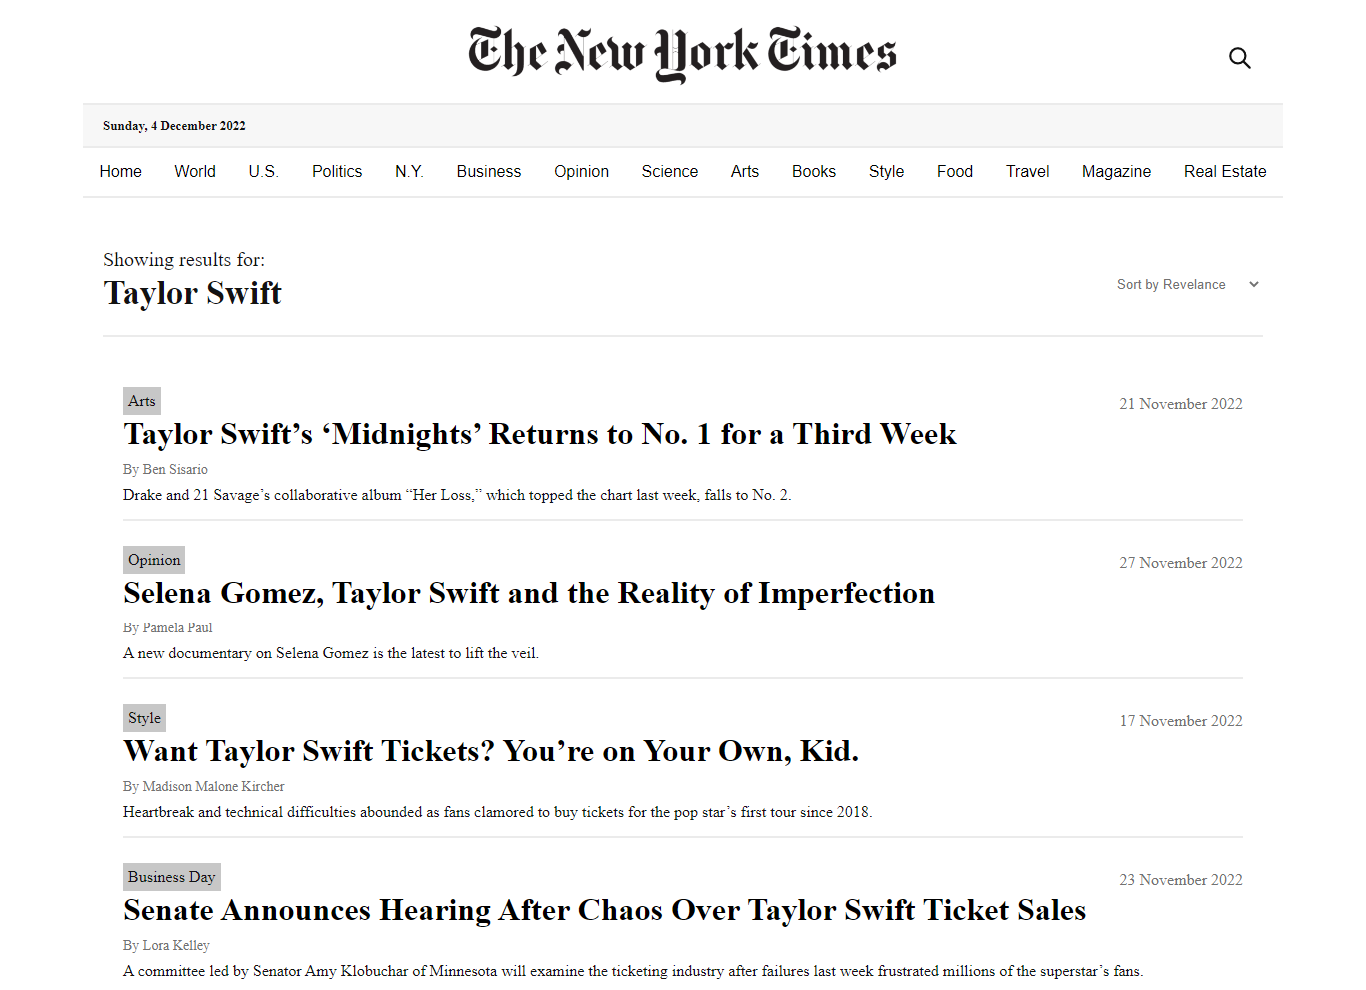 The New York Times
Sunday, 4 December 2022
Home World U.S. Politics N.Y. Business Opinion Science Arts Books Style Food Travel Magazine Real Estate
Showing results for:
Taylor Swift
Sort by Revelance
Arts
21 November 2022
Taylor Swift’s ‘Midnights’ Returns to No. 1 for a Third Week
By Ben Sisario
Drake and 21 Savage’s collaborative album “Her Loss,” which topped the chart last week, falls to No. 2.
Opinion
27 November 2022
Selena Gomez, Taylor Swift and the Reality of Imperfection
By Pamela Paul
A new documentary on Selena Gomez is the latest to lift the veil.
Style
17 November 2022
Want Taylor Swift Tickets? You’re on Your Own, Kid.
By Madison Malone Kircher
Heartbreak and technical difficulties abounded as fans clamored to buy tickets for the pop star’s first tour since 2018.
Business Day
23 November 2022
Senate Announces Hearing After Chaos Over Taylor Swift Ticket Sales
By Lora Kelley
A committee led by Senator Amy Klobuchar of Minnesota will examine the ticketing industry after failures last week frustrated millions of the superstar’s fans.